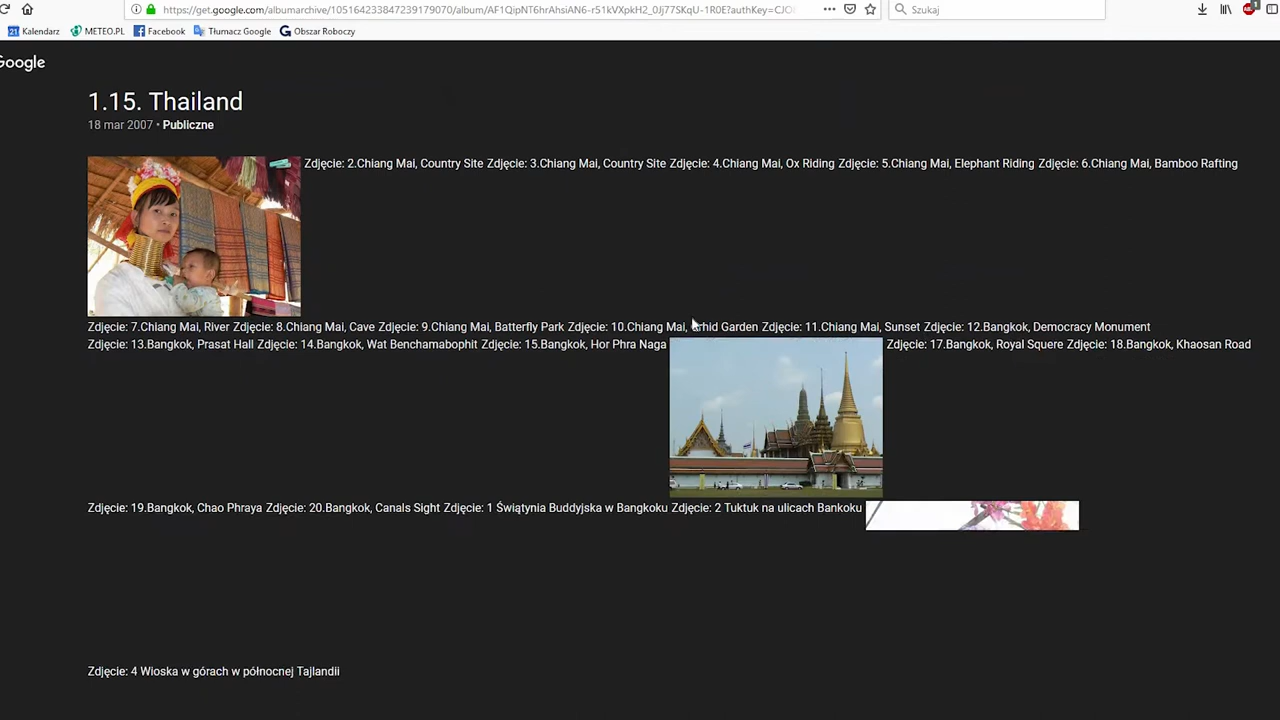 https://get.google.com/albumarchive/105164233847239179070/album/AF1QipNT6hrAhsiAN6-r51kVXpkH2_0Jj77SKqU-1R0E?authKey=CJO
Szukaj
31 Kalendarz METEO.PL Facebook Tłumacz Google Obszar Roboczy
Google
1.15. Thailand
18 mar 2007 • Publiczne
Zdjęcie: 2.Chiang Mai, Country Site Zdjęcie: 3.Chiang Mai, Country Site Zdjęcie: 4.Chiang Mai, Ox Riding Zdjęcie: 5.Chiang Mai, Elephant Riding Zdjęcie: 6.Chiang Mai, Bamboo Rafting
Zdjęcie: 7.Chiang Mai, River Zdjęcie: 8.Chiang Mai, Cave Zdjęcie: 9.Chiang Mai, Batterfly Park Zdjęcie: 10.Chiang Mai, Garden Zdjęcie: 11.Chiang Mai, Sunset Zdjęcie: 12.Bangkok, Democracy Monument
Zdjęcie: 13.Bangkok, Prasat Hall Zdjęcie: 14.Bangkok, Wat Benchamabophit Zdjęcie: 15.Bangkok, Hor Phra Naga Zdjęcie: 17.Bangkok, Royal Squere Zdjęcie: 18.Bangkok, Khaosan Road
Zdjęcie: 19.Bangkok, Chao Phraya Zdjęcie: 20.Bangkok, Canals Sight Zdjęcie: 1 Świątynia Buddyjska w Bangkoku Zdjęcie: 2 Tuktuk na ulicach Bankoku
Zdjęcie: 4 Wioska w górach w północnej Tajlandii